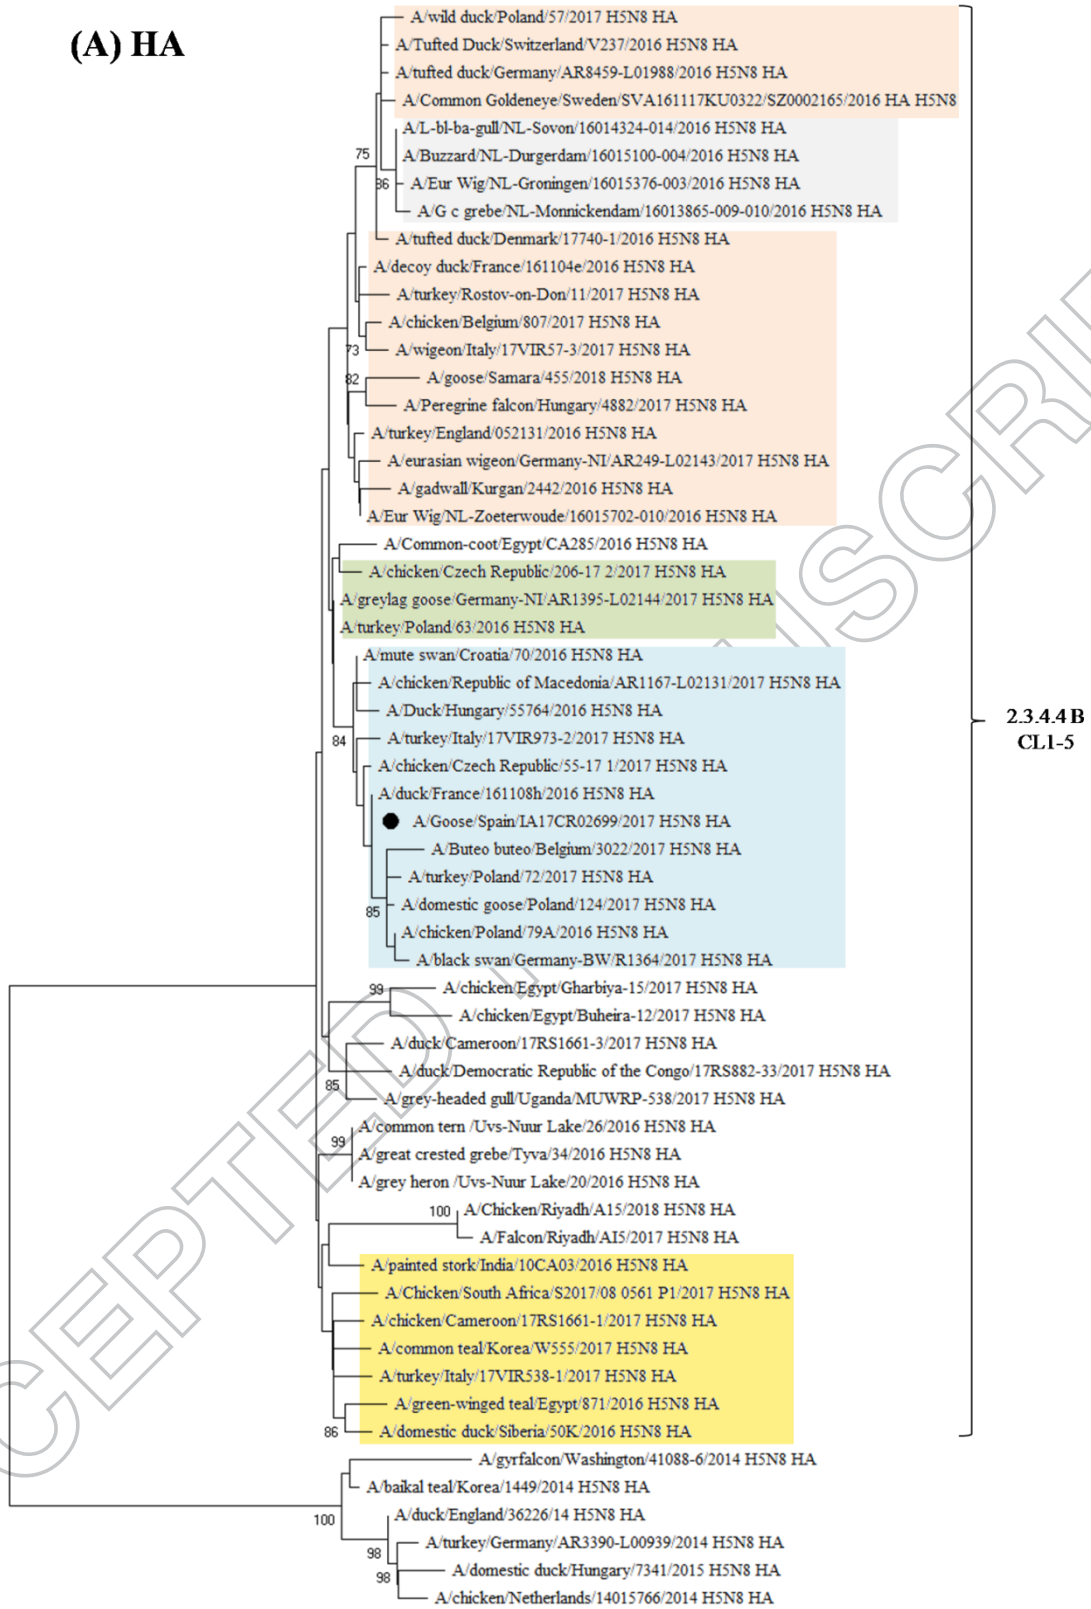 (A) HA
A/wild duck/Poland/57/2017 H5N8 HA
A/Tufted Duck/Switzerland/V237/2016 H5N8 HA
A/tufted duck/Germany/AR8459-L01988/2016 H5N8 HA
A/Common Goldeneye/Sweden/SVA161117KU0322/SZ0002165/2016 HA H5N8
A/L-bl-ba-gull/NL-Sovon/16014324-014/2016 H5N8 HA
75
A/Buzzard/NL-Durgerdam/16015100-004/2016 H5N8 HA
86
A/Eur Wig/NL-Groningen/16015376-003/2016 H5N8 HA
A/G c grebe/NL-Monnickendam/16013865-009-010/2016 H5N8 HA
A/tufted duck/Denmark/17740-1/2016 H5N8 HA
A/decoy duck/France/161104e/2016 H5N8 HA
A/turkey/Rostov-on-Don/11/2017 H5N8 HA
A/chicken/Belgium/807/2017 H5N8 HA
73
A/wigeon/Italy/17VIR57-3/2017 H5N8 HA
82
A/goose/Samara/455/2018 H5N8 HA
A/Peregrine falcon/Hungary/4882/2017 H5N8 HA
A/turkey/England/052131/2016 H5N8 HA
A/eurasian wigeon/Germany-NI/AR249-L02143/2017 H5N8 HA
A/gadwall/Kurgan/2442/2016 H5N8 HA
A/Eur Wig/NL-Zoeterwoude/16015702-010/2016 H5N8 HA
A/Common-coot/Egypt/CA285/2016 H5N8 HA
A/chicken/Czech Republic/206-17 2/2017 H5N8 HA
A/greylag goose/Germany-NI/AR1395-L02144/2017 H5N8 HA
A/turkey/Poland/63/2016 H5N8 HA
A/mute swan/Croatia/70/2016 H5N8 HA
A/chicken/Republic of Macedonia/AR1167-L02131/2017 H5N8 HA
A/Duck/Hungary/55764/2016 H5N8 HA
2.3.4.4 B
CL1-5
84
A/turkey/Italy/17VIR973-2/2017 H5N8 HA
A/chicken/Czech Republic/55-17 1/2017 H5N8 HA
A/duck/France/161108h/2016 H5N8 HA
A/Goose/Spain/IA17CR02699/2017 H5N8 HA
A/Buteo buteo/Belgium/3022/2017 H5N8 HA
A/turkey/Poland/72/2017 H5N8 HA
85
A/domestic goose/Poland/124/2017 H5N8 HA
A/chicken/Poland/79A/2016 H5N8 HA
A/black swan/Germany-BW/R1364/2017 H5N8 HA
99
A/chicken/Egypt/Gharbiya-15/2017 H5N8 HA
A/chicken/Egypt/Buheira-12/2017 H5N8 HA
A/duck/Cameroon/17RS1661-3/2017 H5N8 HA
A/duck/Democratic Republic of the Congo/17RS882-33/2017 H5N8 HA
85
A/grey-headed gull/Uganda/MUWRP-538/2017 H5N8 HA
A/common tern /Uvs-Nuur Lake/26/2016 H5N8 HA
99
A/great crested grebe/Tyva/34/2016 H5N8 HA
A/grey heron /Uvs-Nuur Lake/20/2016 H5N8 HA
100
A/Chicken/Riyadh/A15/2018 H5N8 HA
A/Falcon/Riyadh/AI5/2017 H5N8 HA
A/painted stork/India/10CA03/2016 H5N8 HA
A/Chicken/South Africa/S2017/08 0561 P1/2017 H5N8 HA
A/chicken/Cameroon/17RS1661-1/2017 H5N8 HA
A/common teal/Korea/W555/2017 H5N8 HA
A/turkey/Italy/17VIR538-1/2017 H5N8 HA
A/green-winged teal/Egypt/871/2016 H5N8 HA
86
A/domestic duck/Siberia/50K/2016 H5N8 HA
A/gyrfalcon/Washington/41088-6/2014 H5N8 HA
A/baikal teal/Korea/1449/2014 H5N8 HA
100
A/duck/England/36226/14 H5N8 HA
A/turkey/Germany/AR3390-L00939/2014 H5N8 HA
98
A/domestic duck/Hungary/7341/2015 H5N8 HA
98
A/chicken/Netherlands/14015766/2014 H5N8 HA